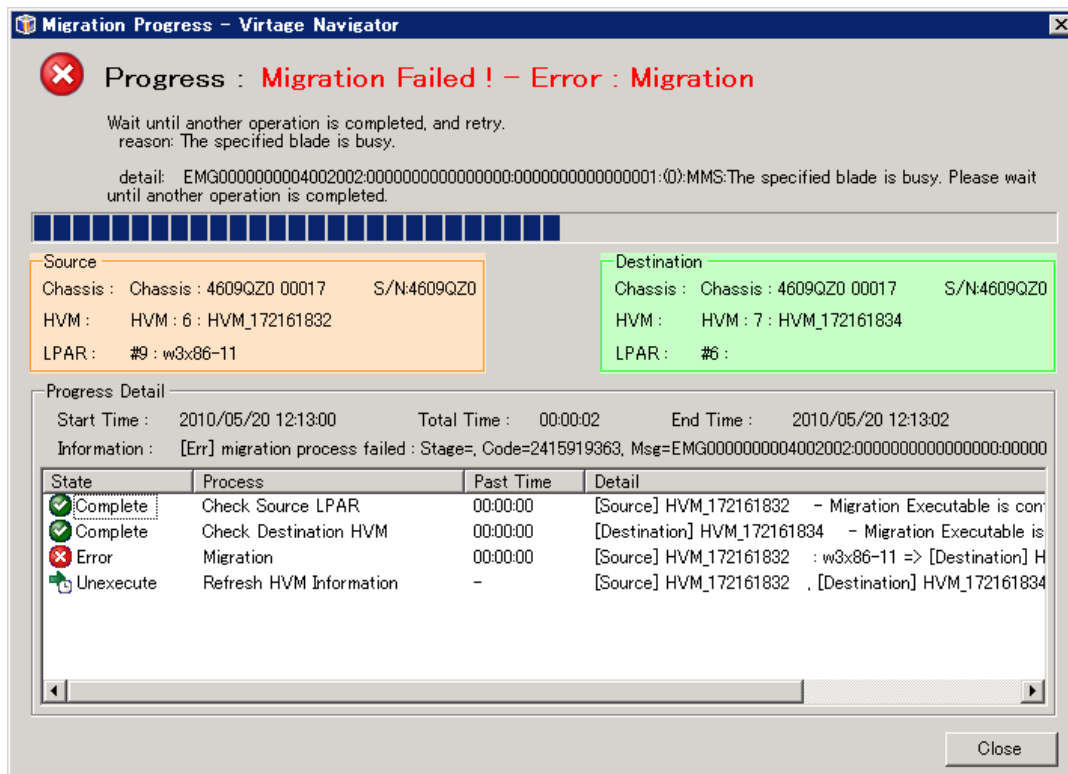 Migration Progress - Virtage Navigator
Progress : Migration Failed ! - Error : Migration
Wait until another operation is completed, and retry.
reason: The specified blade is busy.
detail: EMG0000000004002002:0000000000000000:0000000000000001:(0):MMS:The specified blade is busy. Please wait
until another operation is completed.
Source
Chassis : Chassis : 4609QZ0 00017 S/N:4609QZ0
HVM : HVM : 6 : HVM_172161832
LPAR : #9 : w3x86-11
Destination
Chassis : Chassis : 4609QZ0 00017 S/N:4609QZ0
HVM : HVM : 7 : HVM_172161834
LPAR : #6 :
Progress Detail
Start Time : 2010/05/20 12:13:00 Total Time : 00:00:02 End Time : 2010/05/20 12:13:02
Information : [Err] migration process failed : Stage=, Code=2415919363, Msg=EMG0000000004002002:0000000000000000:00000
State Process Past Time Detail
Complete Check Source LPAR 00:00:00 [Source] HVM_172161832 - Migration Executable is con
Complete Check Destination HVM 00:00:00 [Destination] HVM_172161834 - Migration Executable is
Error Migration 00:00:00 [Source] HVM_172161832 : w3x86-11 => [Destination] H
Unexecute Refresh HVM Information - [Source] HVM_172161832 , [Destination] HVM_172161834
Close